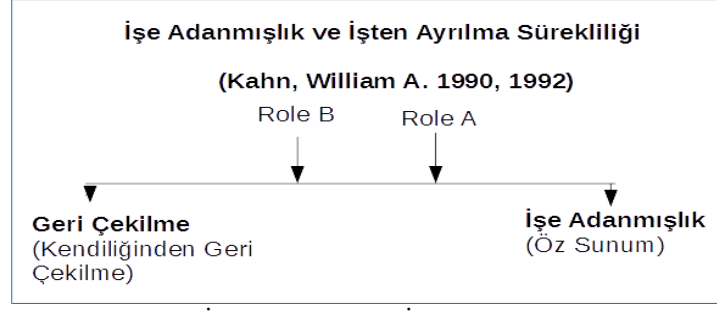 İşe Adanmışlık ve İşten Ayrılma Sürekliliği
(Kahn, William A. 1990, 1992)
Role B
Role A
Geri Çekilme
(Kendiliğinden Geri
Çekilme)
İşe Adanmışlık
(Öz Sunum)